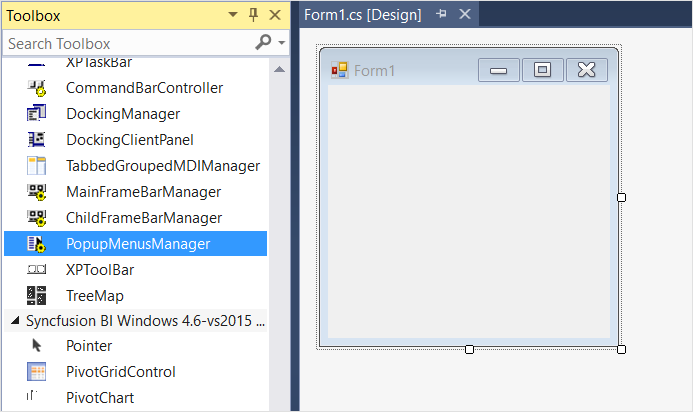 Toolbox
Search Toolbox
XPTaskBar
CommandBarController
DockingManager
DockingClientPanel
TabbedGroupedMDIManager
MainFrameBarManager
ChildFrameBarManager
PopupMenusManager
XPToolBar
TreeMap
Syncfusion BI Windows 4.6-vs2015 ...
Pointer
PivotGridControl
PivotChart
Form1.cs [Design]
Form1